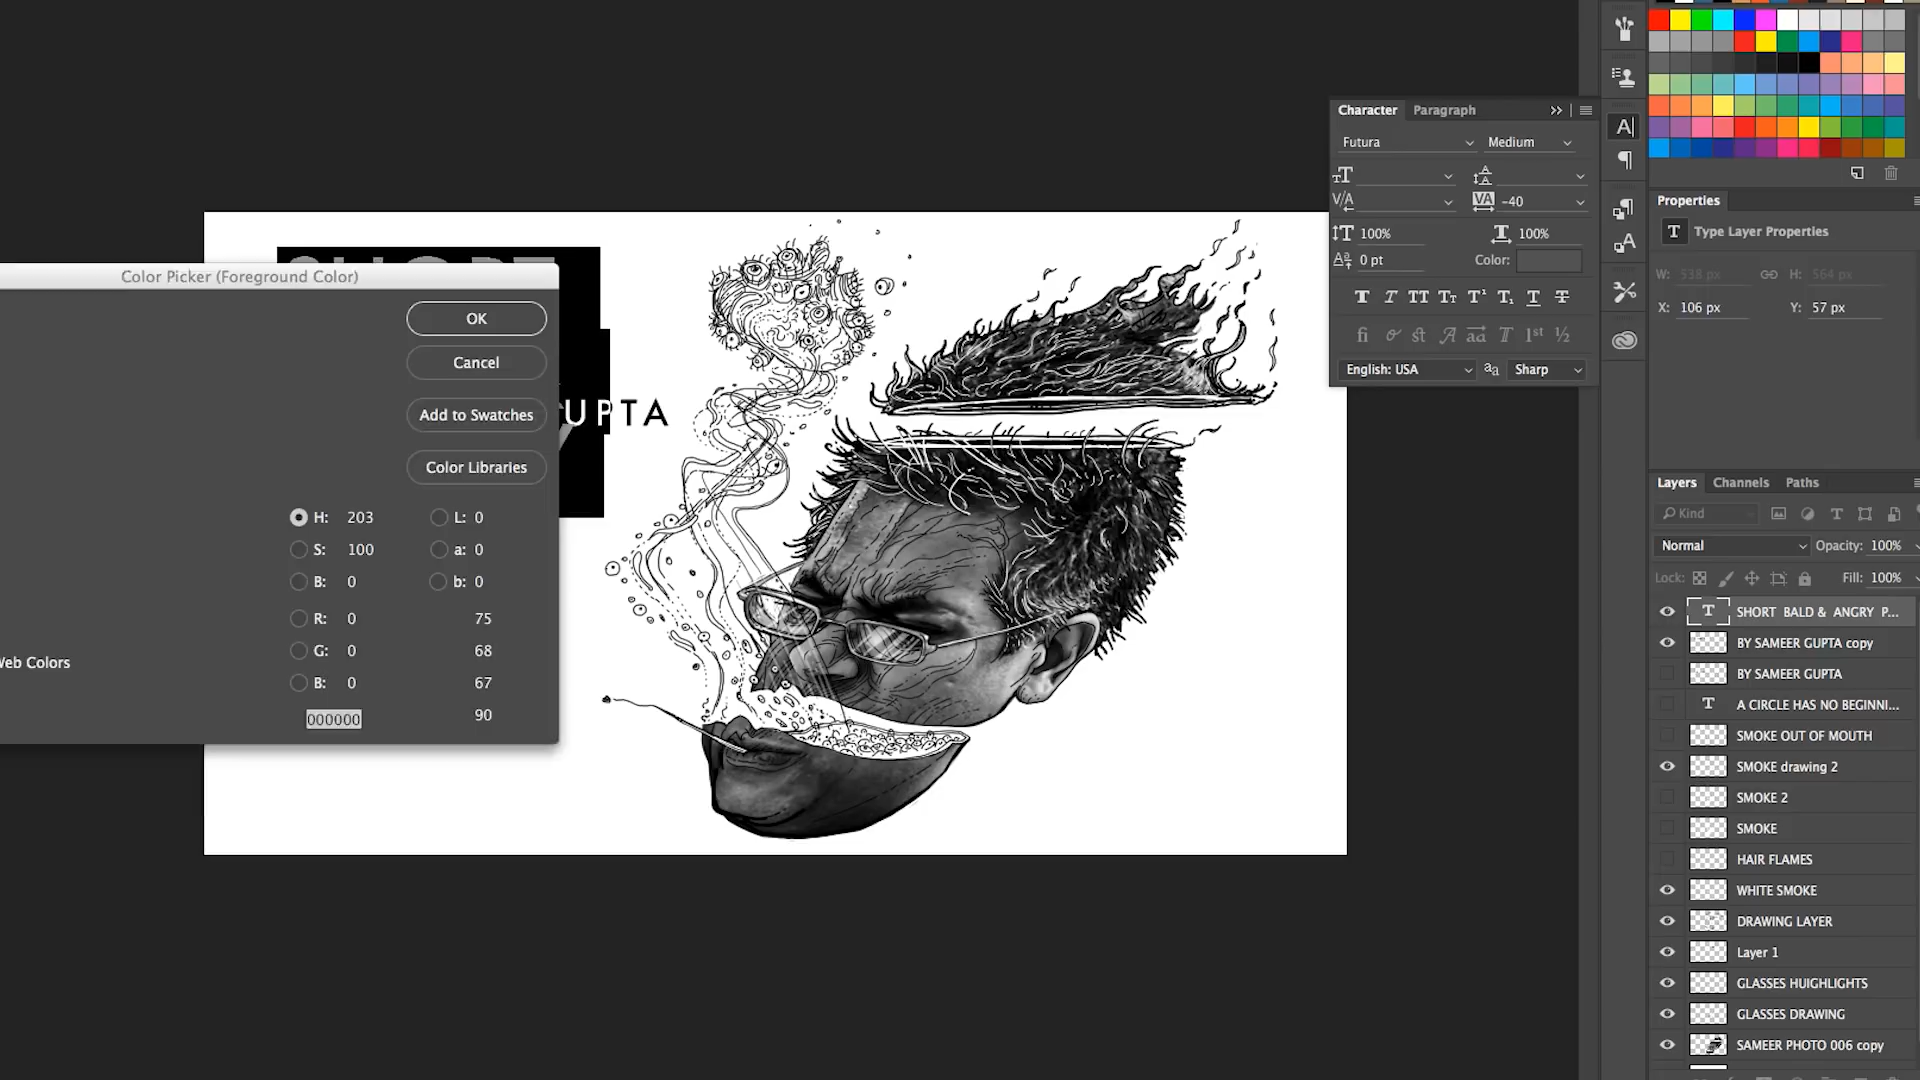 Color Picker (Foreground Color)
OK
Cancel
Add to Swatches
Color Libraries
H: 203
L: 0
S: 100
a: 0
B: 0
b: 0
R: 0
75
G: 0
68
B: 0
67
000000
90
Web Colors
UPTA
Character
Paragraph
Futura
Medium
-40
100%
100%
0 pt
Color:
English: USA
Sharp
Properties
Type Layer Properties
W: 538 px
H: 564 px
X: 106 px
Y: 57 px
Layers
Channels
Paths
Kind
Normal
Opacity: 100%
Lock:
Fill: 100%
SHORT BALD & ANGRY P...
BY SAMEER GUPTA copy
BY SAMEER GUPTA
A CIRCLE HAS NO BEGINNI...
SMOKE OUT OF MOUTH
SMOKE drawing 2
SMOKE 2
SMOKE
HAIR FLAMES
WHITE SMOKE
DRAWING LAYER
Layer 1
GLASSES HUIGHLIGHTS
GLASSES DRAWING
SAMEER PHOTO 006 copy